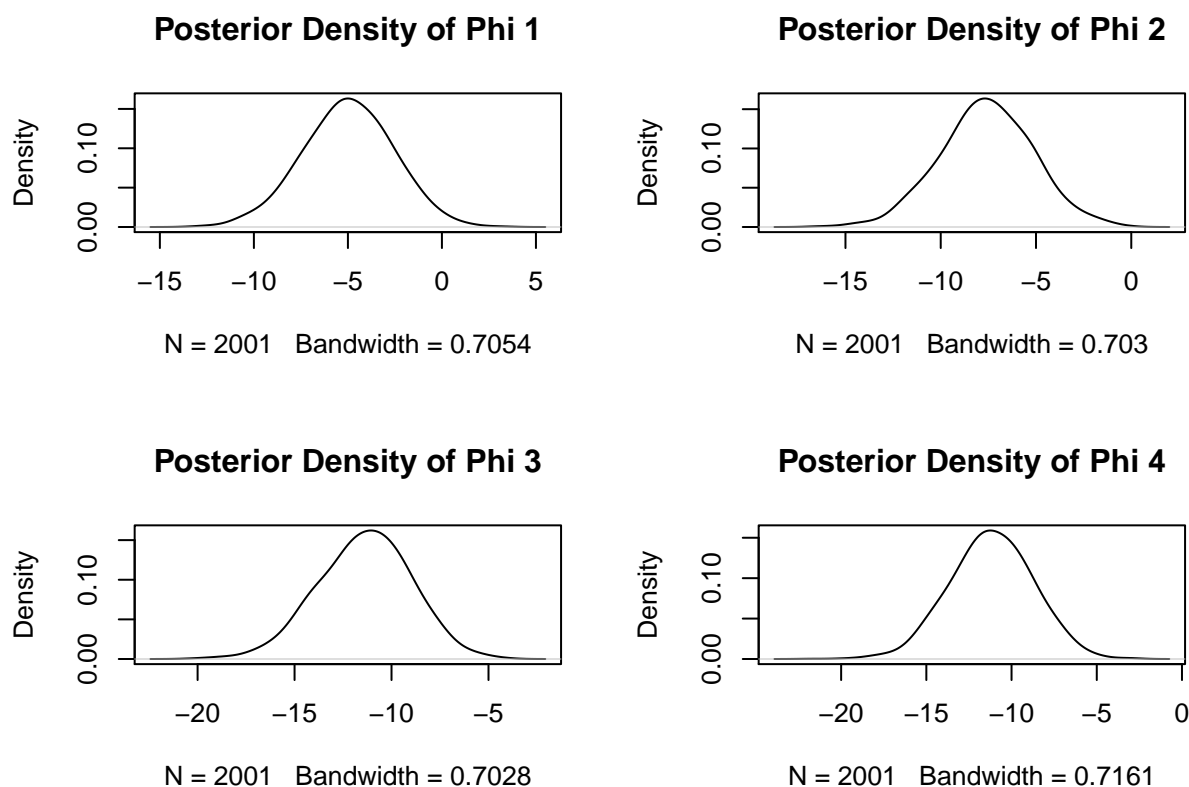 Posterior Density of Phi 1
Density
0.00 0.10
−15 −10 −5 0 5
N = 2001 Bandwidth = 0.7054
Posterior Density of Phi 2
Density
0.00 0.10
−15 −10 −5 0
N = 2001 Bandwidth = 0.703
Posterior Density of Phi 3
Density
0.00 0.10
−20 −15 −10 −5
N = 2001 Bandwidth = 0.7028
Posterior Density of Phi 4
Density
0.00 0.10
−20 −15 −10 −5 0
N = 2001 Bandwidth = 0.7161